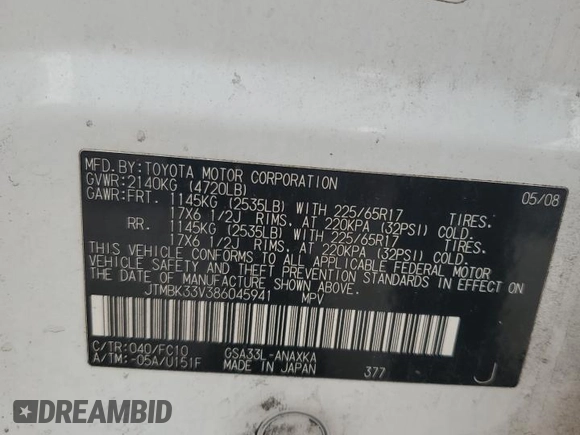 MFD.BY:TOYOTA MOTOR CORPORATION 05/08
GVWR:2140KG (4720LB)
GAWR:FRT. 1145KG (2535LB) WITH 225/65R17 TIRES.
17X6 1/2J RIMS. AT 220KPA (32PSI) COLD.
RR. 1145KG (2535LB) WITH 225/65R17 TIRES.
17X6 1/2J RIMS. AT 220KPA (32PSI) COLD.
THIS VEHICLE CONFORMS TO ALL APPLICABLE FEDERAL MOTOR
VEHICLE SAFETY AND THEFT PREVENTION STANDARDS IN EFFECT ON
THE DATE OF MANUFACTURE SHOWN ABOVE.
JTMBK33V386045941 MPV
C/TR:040/FC10 GSA33L-ANAXKA
A/TM:-05A/U151F MADE IN JAPAN 377 J
DREAMBID